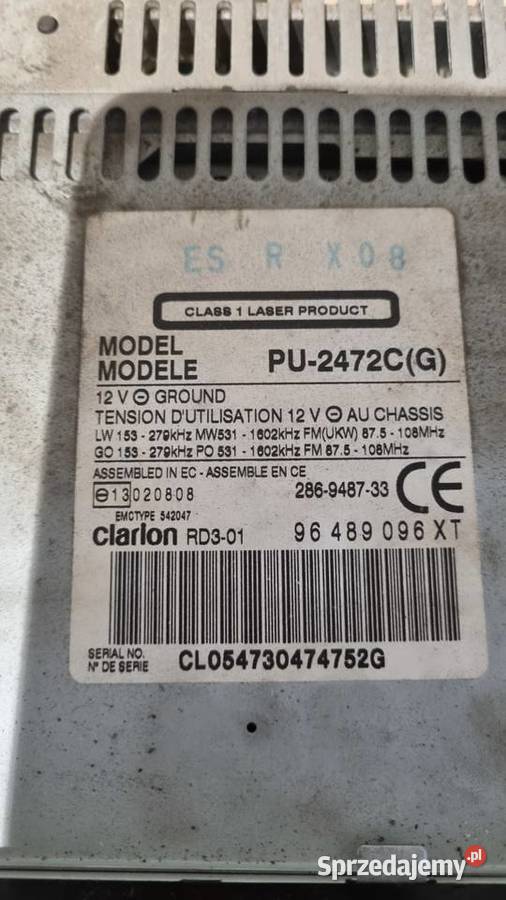 ES R X08
CLASS 1 LASER PRODUCT
MODEL
MODELE PU-2472C(G)
12 V ⊖ GROUND
TENSION D'UTILISATION 12 V ⊖ AU CHASSIS
LW 153 - 279kHz MW531 - 1602kHz FM(UKW) 87.5 - 108MHz
GO 153 - 279kHz PO 531 - 1602kHz FM 87.5 - 108MHz
ASSEMBLED IN EC - ASSEMBLE EN CE
13020808 286-9487-33 CE
EMCTYPE 542047
Clarion RD3-01 96 489 096 XT
SERIAL NO.
N° DE SERIE CL054730474752G
Sprzedajemy.pl